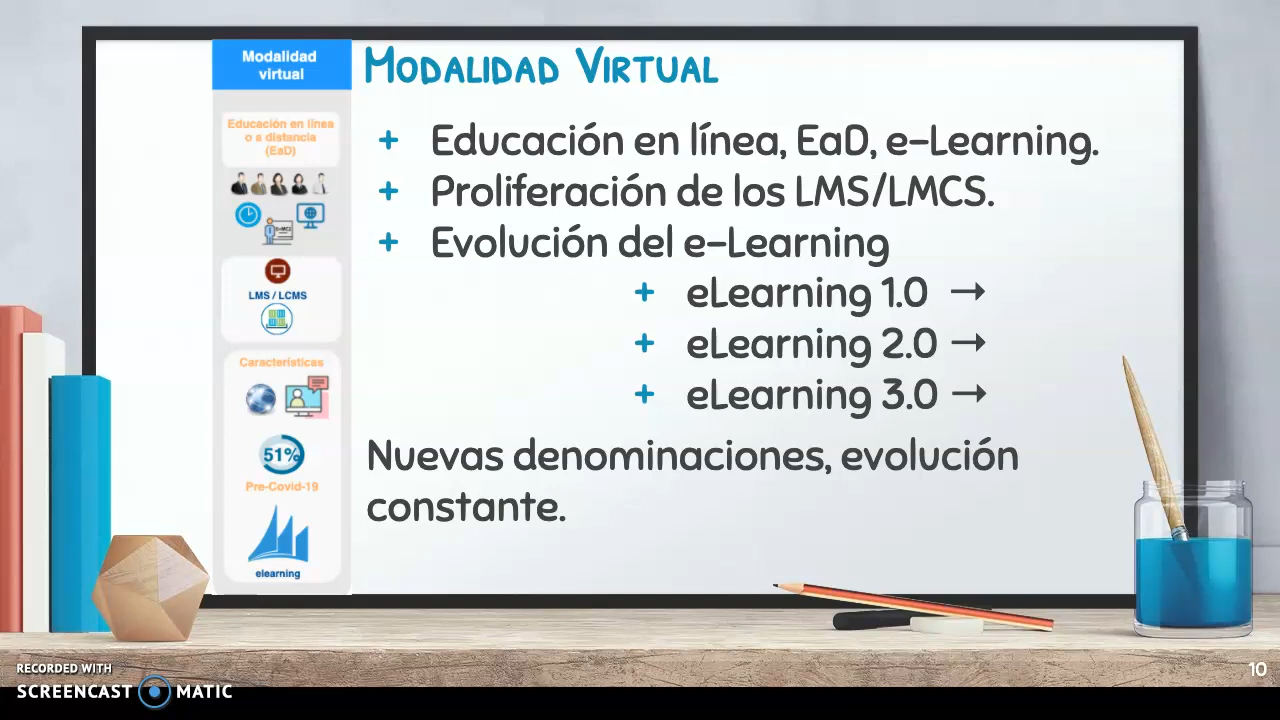 Modalidad
virtual
Educación en línea
o a distancia
(EaD)
LMS / LCMS
Características
51%
Pre-Covid-19
elearning
Modalidad Virtual
+ Educación en línea, EaD, e-Learning.
+ Proliferación de los LMS/LMCS.
+ Evolución del e-Learning
+ eLearning 1.0 →
+ eLearning 2.0 →
+ eLearning 3.0 →
Nuevas denominaciones, evolución
constante.
10
RECORDED WITH
SCREENCAST MATIC